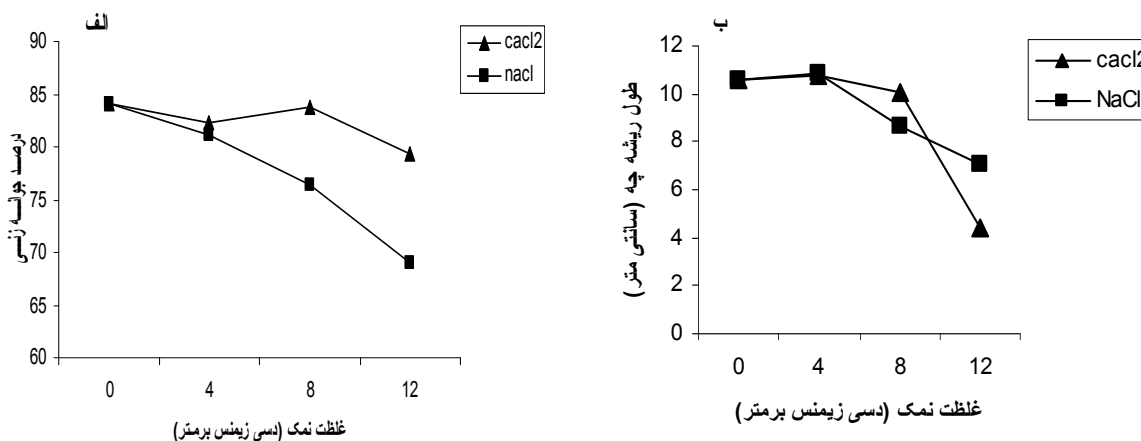 الف
90
85
80
75
70
65
60
0 4 8 12
درصد جوانه زنی
غلظت نمک (دسی زیمنس برمتر)
cacl2
nacl
ب
12
10
8
6
4
2
0
0 4 8 12
طول ریشه چه (سانتی متر)
غلظت نمک (دسی زیمنس برمتر)
cacl2
NaCl